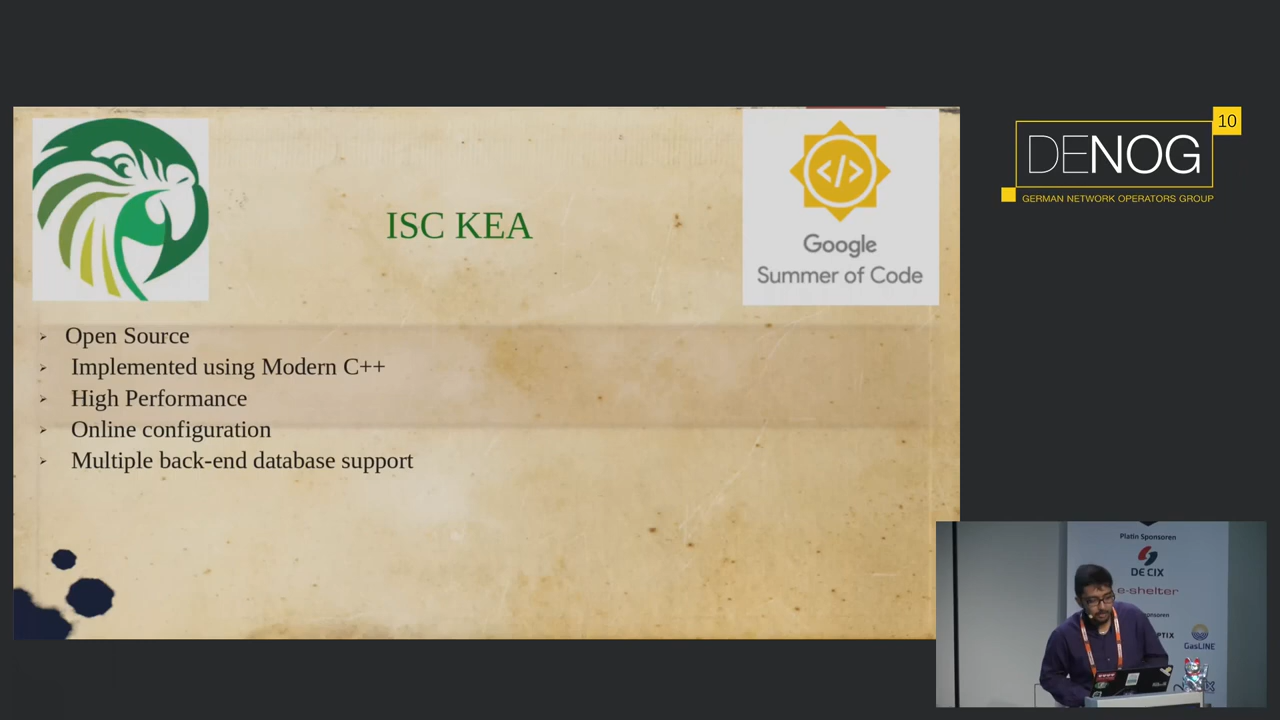 ISC KEA
</>
Google
Summer of Code
Open Source
Implemented using Modern C++
High Performance
Online configuration
Multiple back-end database support
10
DENOG
GERMAN NETWORK OPERATORS GROUP
Platin Sponsoren
DE CIX
e-shelter
GasLINE